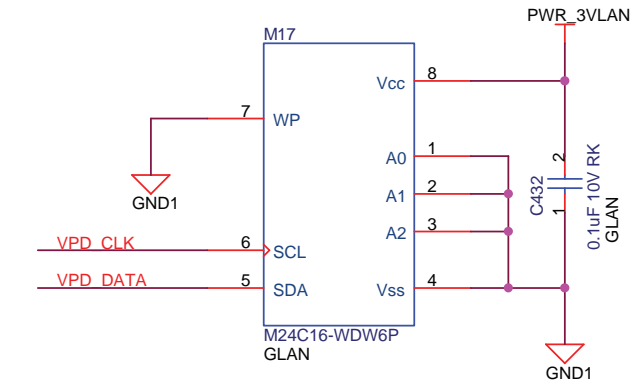 PWR_3VLAN
M17
8
Vcc
7
WP
1
A0
2
A1
3
A2
GND1
C432
2
1
0.1uF 10V RK
GLAN
VPD_CLK
6
SCL
VPD_DATA
5
SDA
4
Vss
M24C16-WDW6P
GLAN
GND1